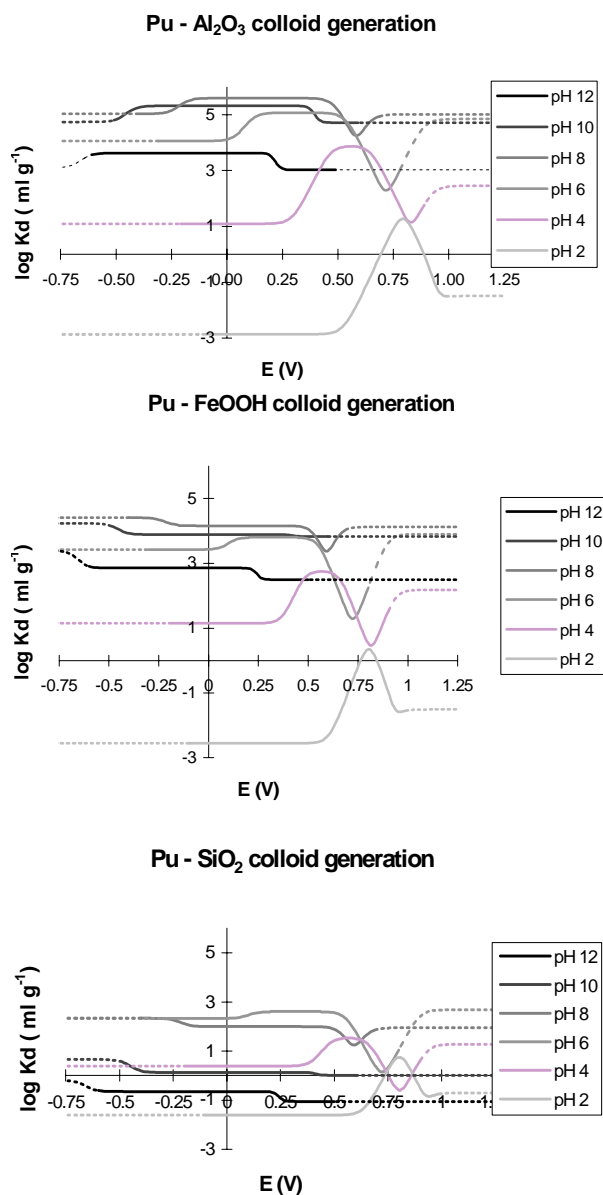 Pu - Al₂O₃ colloid generation
log Kd ( ml g⁻¹)
5
3
1
-1
-3
-0.75 -0.50 -0.25 0.00 0.25 0.50 0.75 1.00 1.25
E (V)
pH 12
pH 10
pH 8
pH 6
pH 4
pH 2
Pu - FeOOH colloid generation
log Kd ( ml g⁻¹)
5
3
1
-1
-3
-0.75 -0.5 -0.25 0 0.25 0.5 0.75 1 1.25
E (V)
pH 12
pH 10
pH 8
pH 6
pH 4
pH 2
Pu - SiO₂ colloid generation
log Kd ( ml g⁻¹)
5
3
1
-1
-3
-0.75 -0.5 -0.25 0 0.25 0.5 0.75 1
E (V)
pH 12
pH 10
pH 8
pH 6
pH 4
pH 2